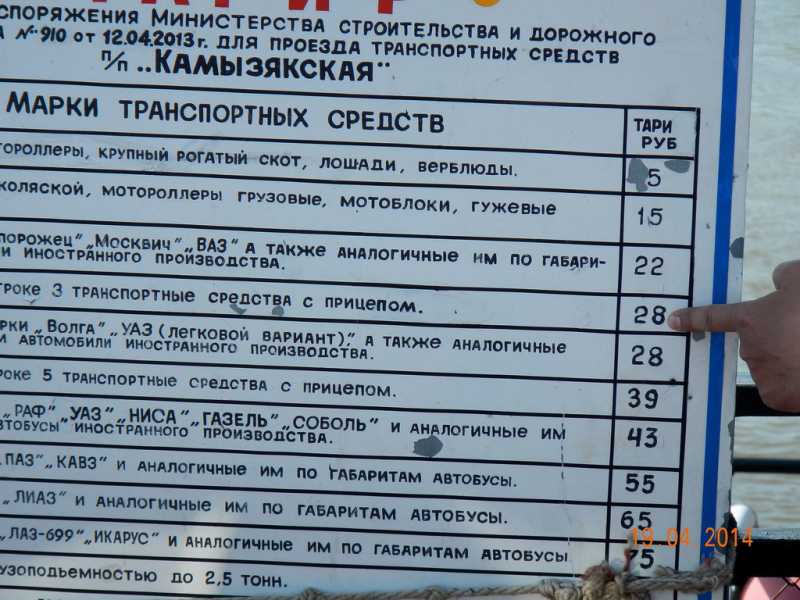 СПОРЯЖЕНИЯ МИНИСТЕРСТВА СТРОИТЕЛЬСТВА И ДОРОЖНОГО
А №910 ОТ 12.04.2013г. ДЛЯ ПРОЕЗДА ТРАНСПОРТНЫХ СРЕДСТВ
П/П „КАМЫЗЯКСКАЯ"
МАРКИ ТРАНСПОРТНЫХ СРЕДСТВ
ТАРИ
РУБ
ТОРОЛЛЕРЫ, КРУПНЫЙ РОГАТЫЙ СКОТ, ЛОШАДИ, ВЕРБЛЮДЫ. 5
КОЛЯСКОЙ, МОТОРОЛЛЕРЫ ГРУЗОВЫЕ, МОТОБЛОКИ, ГУЖЕВЫЕ 15
ПОРОЖЕЦ" „МОСКВИЧ" „ВАЗ" А ТАКЖЕ АНАЛОГИЧНЫЕ ИМ ПО ГАБАРИ- 22
И ИНОСТРАННОГО ПРОИЗВОДСТВА.
ТРОКЕ 3 ТРАНСПОРТНЫЕ СРЕДСТВА С ПРИЦЕПОМ. 28
РКИ „ВОЛГА" „УАЗ (ЛЕГКОВОЙ ВАРИАНТ)", А ТАКЖЕ АНАЛОГИЧНЫЕ 28
И АВТОМОБИЛИ ИНОСТРАННОГО ПРОИЗВОДСТВА.
РОКЕ 5 ТРАНСПОРТНЫЕ СРЕДСТВА С ПРИЦЕПОМ. 39
„РАФ" „УАЗ" „НИСА" „ГАЗЕЛЬ" „СОБОЛЬ" И АНАЛОГИЧНЫЕ ИМ 43
АВТОБУСЫ ИНОСТРАННОГО ПРОИЗВОДСТВА.
„ПАЗ" „КАВЗ" И АНАЛОГИЧНЫЕ ИМ ПО ГАБАРИТАМ АВТОБУСЫ. 55
„ЛИАЗ" И АНАЛОГИЧНЫЕ ИМ ПО ГАБАРИТАМ АВТОБУСЫ. 65
„ЛАЗ-699" „ИКАРУС" И АНАЛОГИЧНЫЕ ИМ ПО ГАБАРИТАМ АВТОБУСЫ 75
УЗОПОДЪЕМНОСТЬЮ ДО 2,5 ТОНН.
19 04 2014